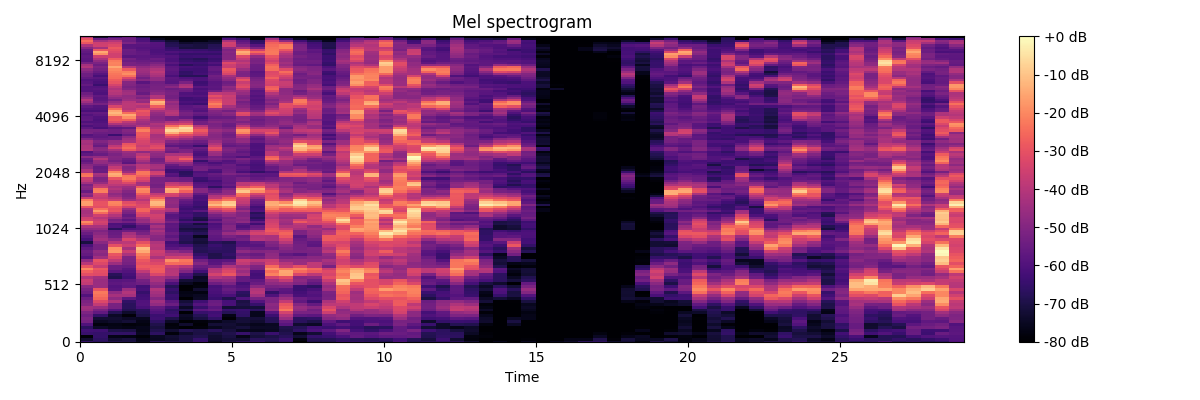 Mel spectrogram
Hz
8192
4096
2048
1024
512
0
0 5 10 15 20 25
Time
+0 dB
-10 dB
-20 dB
-30 dB
-40 dB
-50 dB
-60 dB
-70 dB
-80 dB